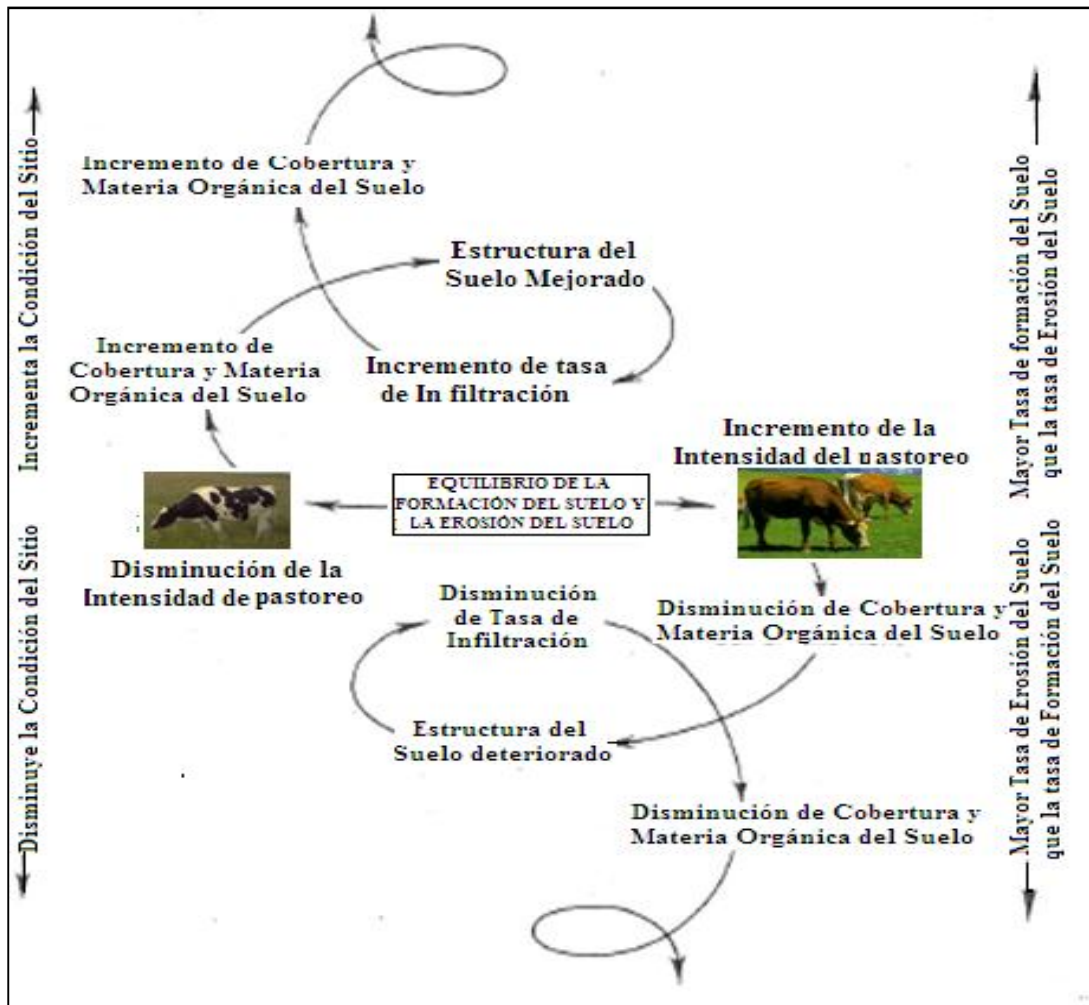 Incrementa la Condición del Sitio
Disminuye la Condición del Sitio
Incremento de Cobertura y
Materia Orgánica del Suelo
Estructura del
Suelo Mejorado
Incremento de
Cobertura y Materia
Orgánica del Suelo
Incremento de tasa
de In filtración
Incremento de la
Intensidad del pastoreo
EQUILIBRIO DE LA
FORMACIÓN DEL SUELO Y
LA EROSIÓN DEL SUELO
Disminución de la
Intensidad de pastoreo
Disminución
de Tasa de
Infiltración
Disminución de Cobertura y
Materia Orgánica del Suelo
Estructura del
Suelo deteriorado
Disminución de Cobertura y
Materia Orgánica del Suelo
Mayor Tasa de formación del Suelo
que la tasa de Erosión del Suelo
Mayor Tasa de Erosión del Suelo
que la tasa de Formación del Suelo